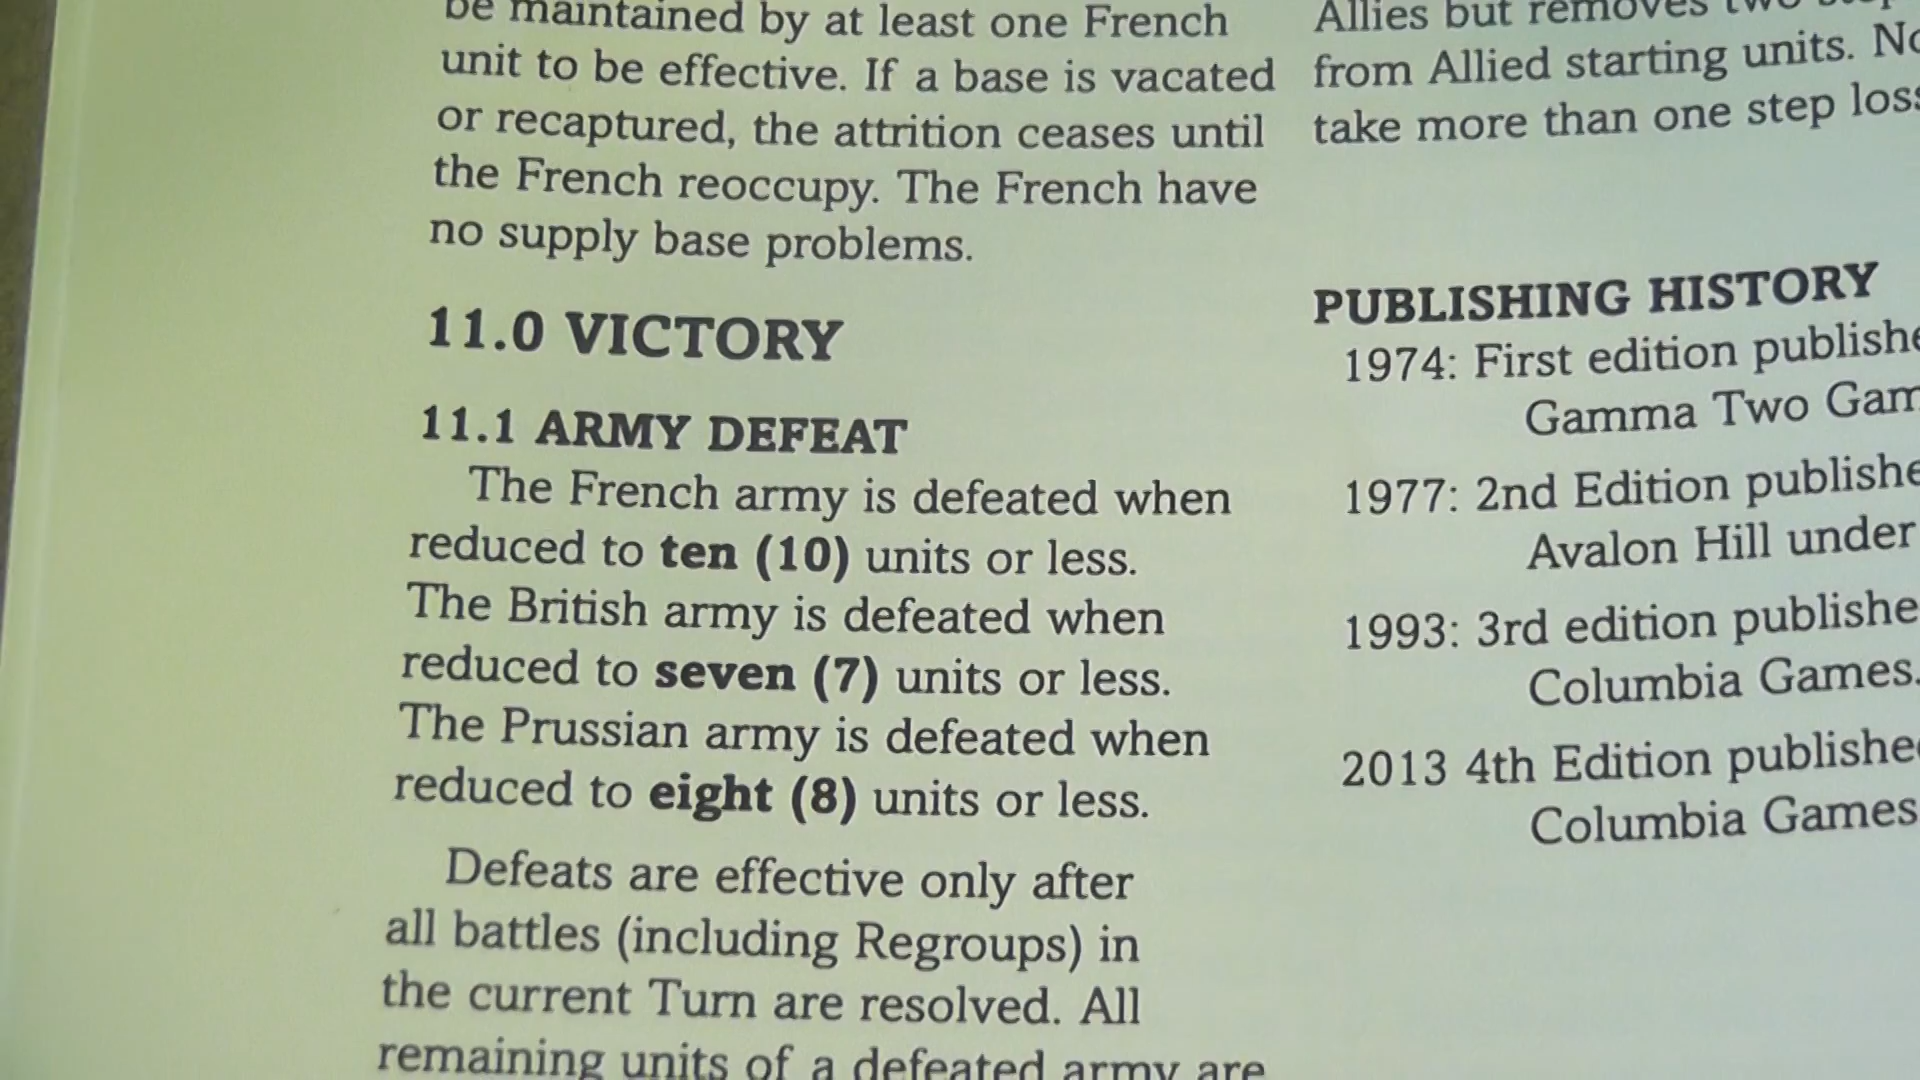 be maintained by at least one French
unit to be effective. If a base is vacated
or recaptured, the attrition ceases until
the French reoccupy. The French have
no supply base problems.
11.0 VICTORY
11.1 ARMY DEFEAT
The French army is defeated when
reduced to ten (10) units or less.
The British army is defeated when
reduced to seven (7) units or less.
The Prussian army is defeated when
reduced to eight (8) units or less.
Defeats are effective only after
all battles (including Regroups) in
the current Turn are resolved. All
remaining units of a defeated army are
Allies but removes two
from Allied starting units.
take more than one step
PUBLISHING HISTORY
1974: First edition
Gamma Two
1977: 2nd Edition
Avalon Hill under
1993: 3rd edition
Columbia Games.
2013 4th Edition
Columbia Games